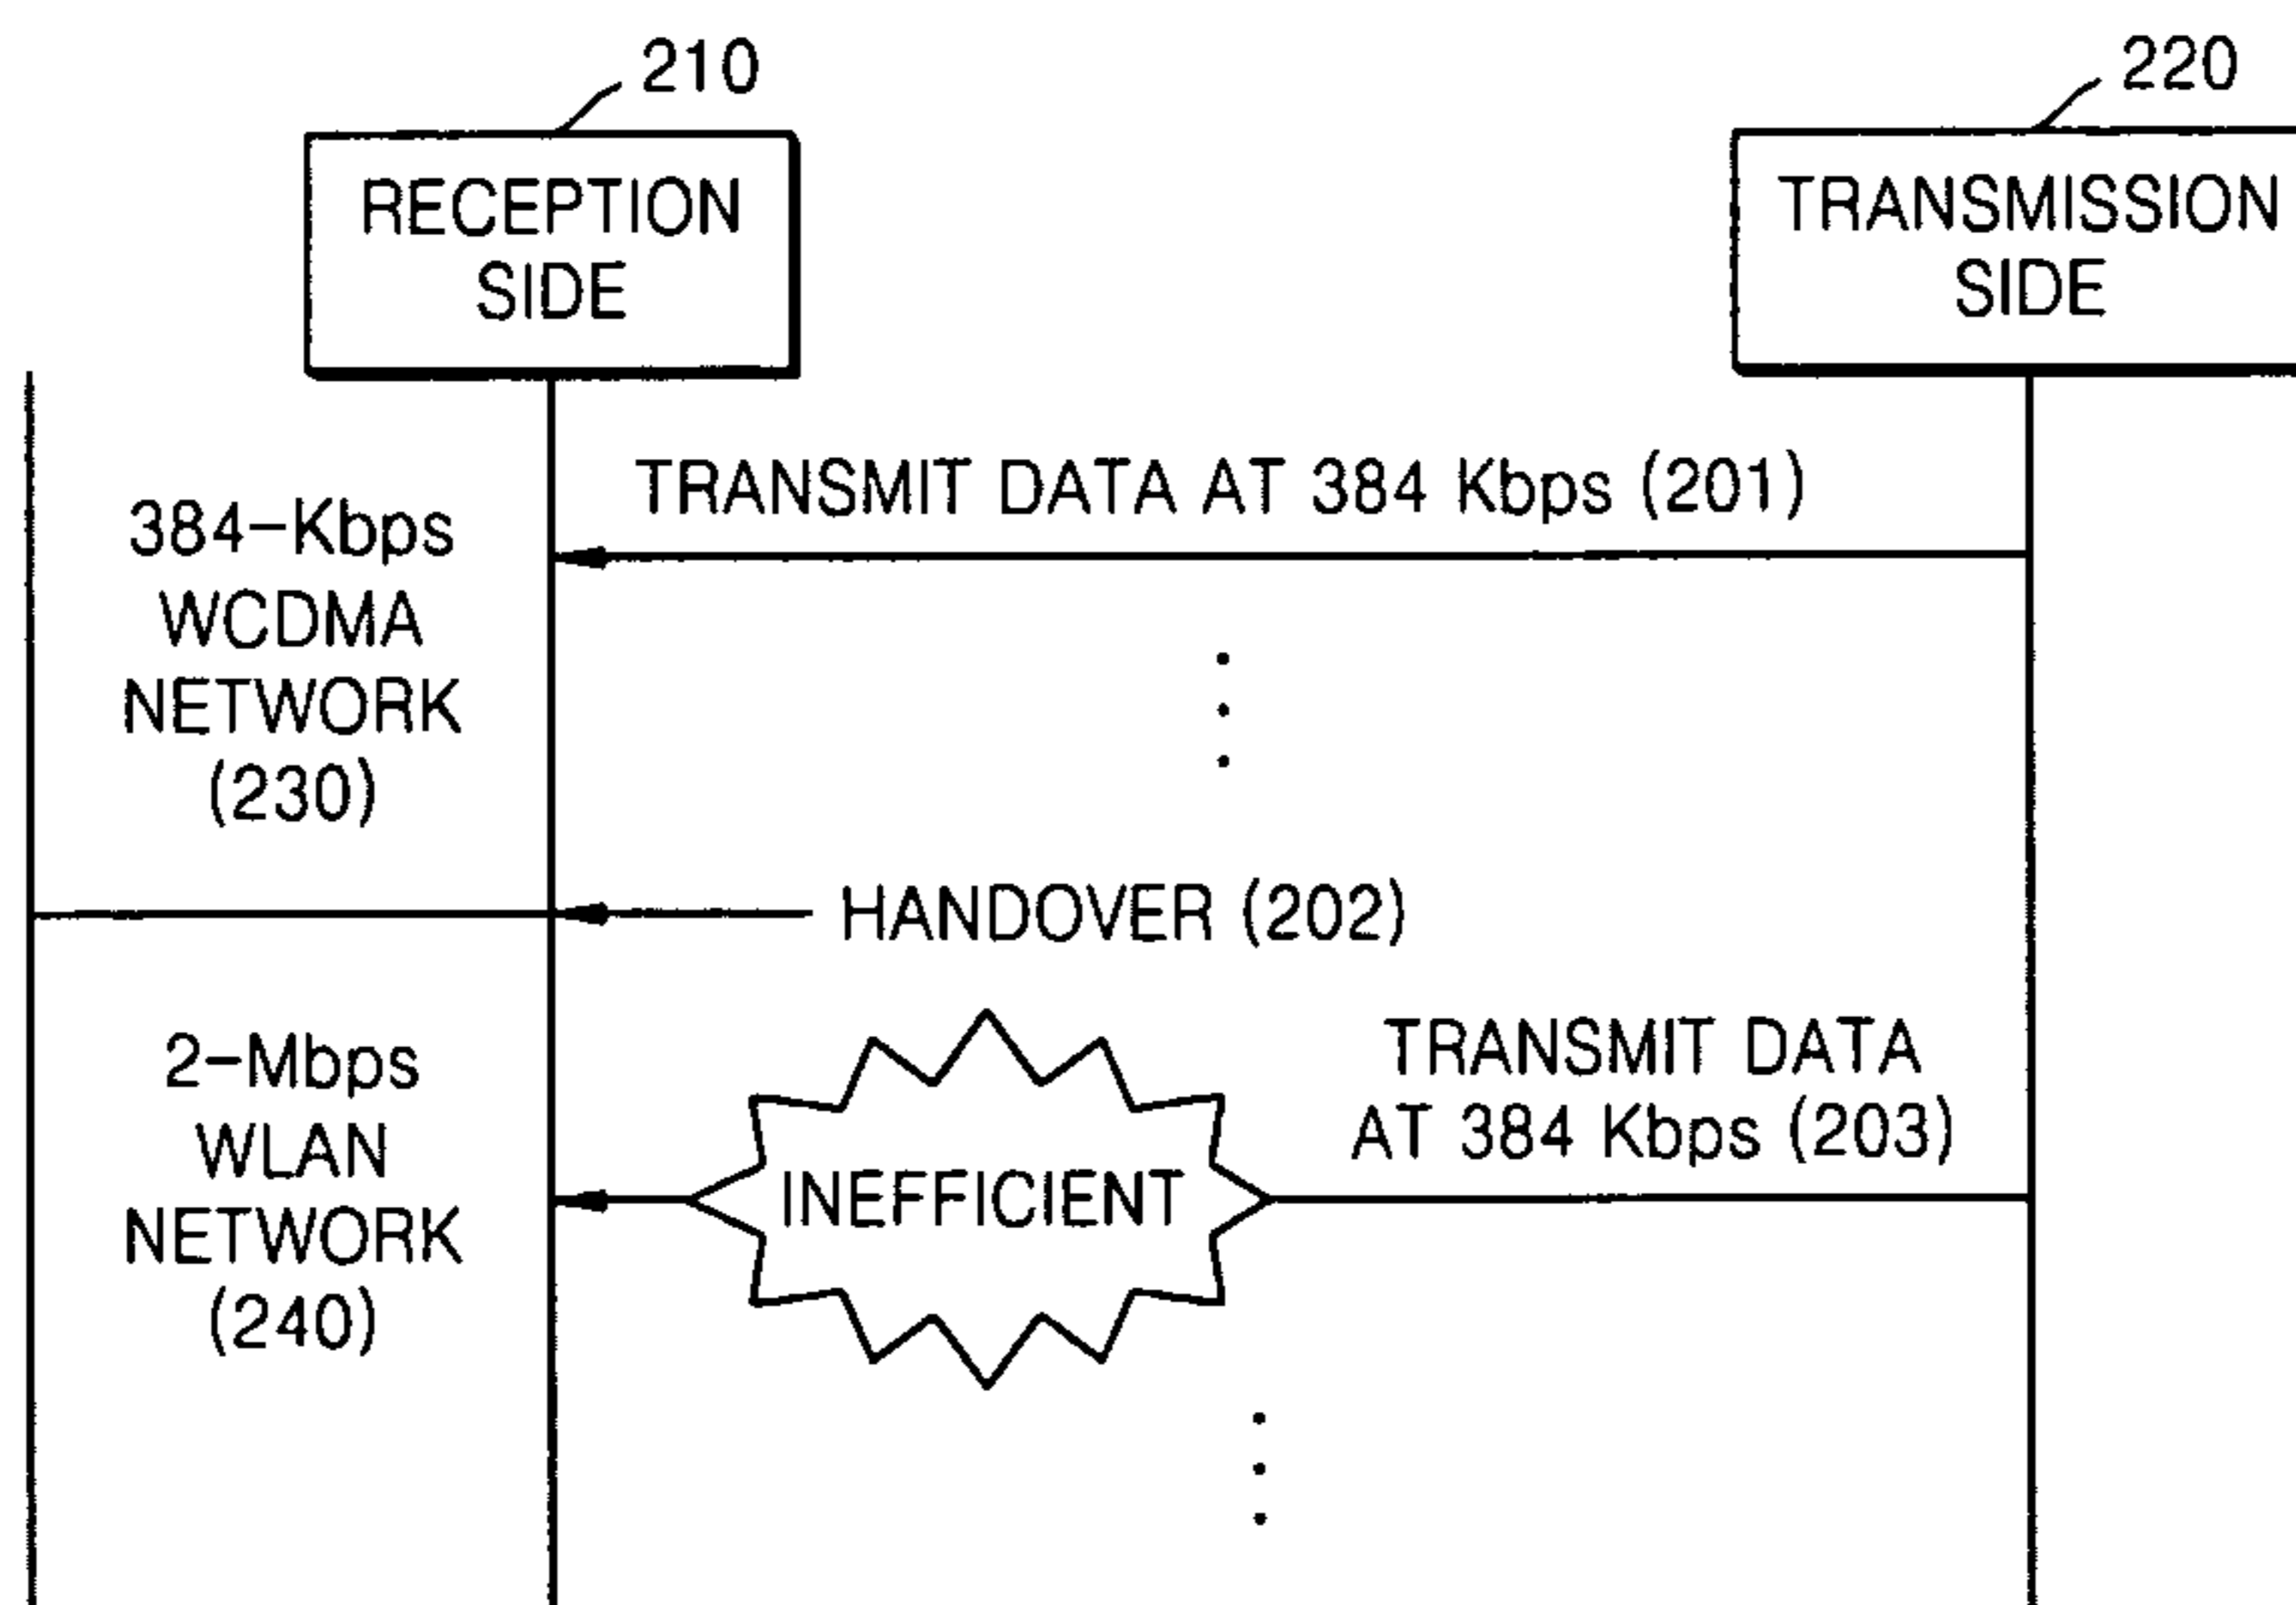 210
220
RECEPTION
SIDE
TRANSMISSION
SIDE
TRANSMIT DATA AT 384 Kbps (201)
384-Kbps
WCDMA
NETWORK
(230)
HANDOVER (202)
2-Mbps
WLAN
NETWORK
(240)
INEFFICIENT
TRANSMIT DATA
AT 384 Kbps (203)